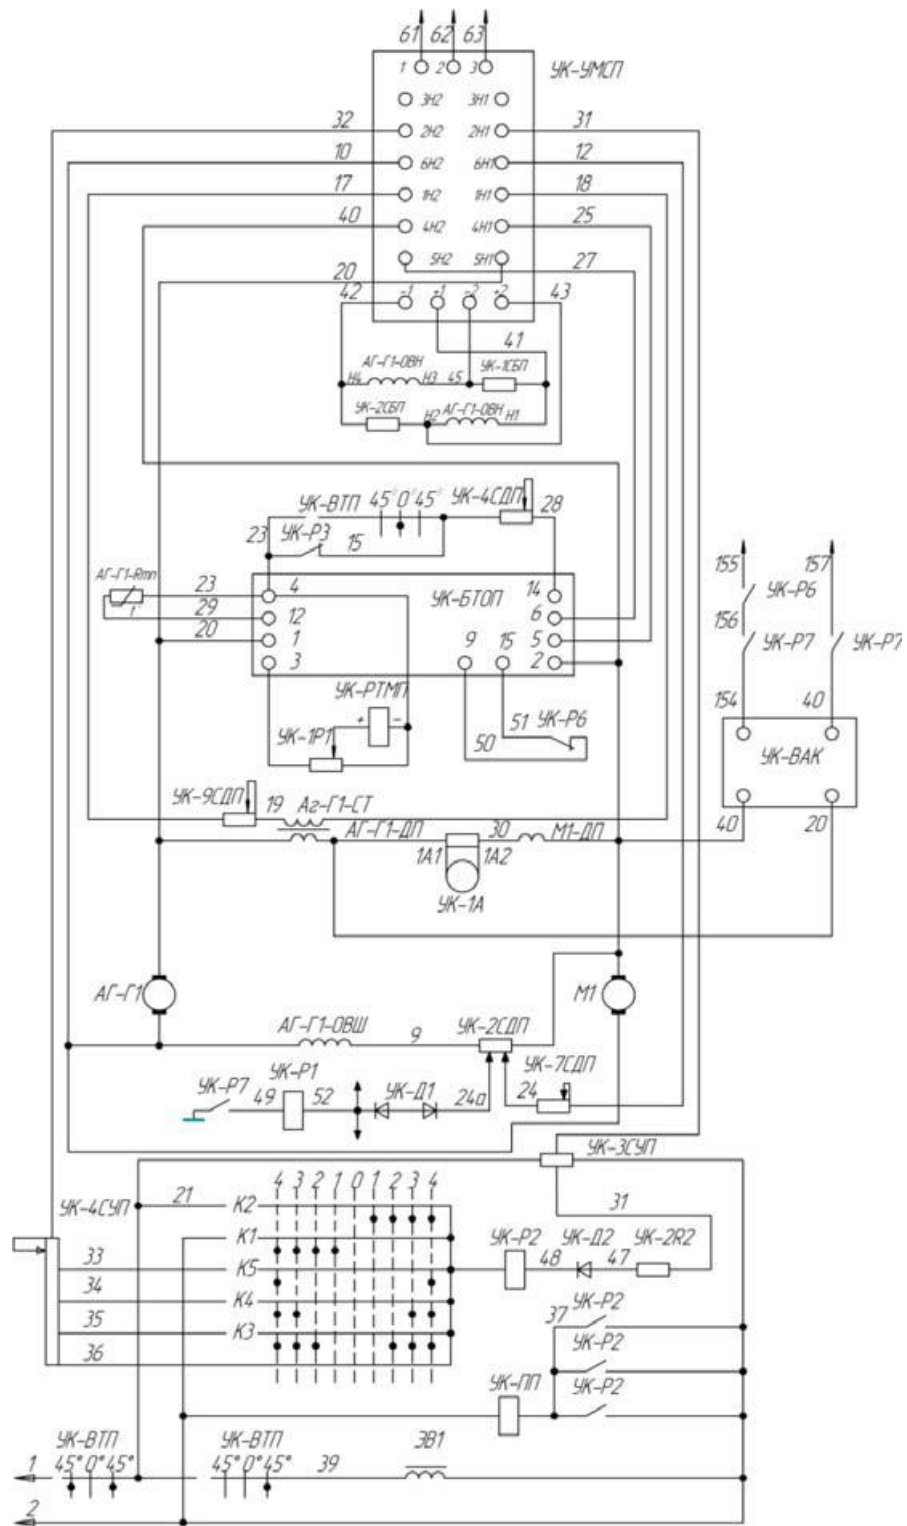 61 62 63
1 2 3 УК-УМСП
3Н2 3Н1
32 2Н2 2Н1 31
10 6Н2 6Н1 12
17 1Н2 1Н1 18
40 4Н2 4Н1 25
5Н2 5Н1 27
20
42 -1 +1 -2 +2 43
41
АГ-Г1-ОВН УК-1СБП
Н4 Н3 45
УК-2СБП Н2 АГ-Г1-ОВН Н1
УК-ВТП 45° 0° 45° УК-4СДП
23 УК-Р3 15 28
155 157
АГ-Г1-Rтп 23 4 УК-БТОП 14 УК-Р6
t 29 12 6 156
20 1 9 15 5 УК-Р7 УК-Р7
3 2
УК-РТМП 154 40
+ - 51 УК-Р6
УК-1Р1 50 УК-ВАК
УК-9СДП 19 Аг-Г1-СТ
АГ-Г1-ДП 30 М1-ДП 40 20
1А1 1А2
УК-1А
АГ-Г1 М1
АГ-Г1-ОВШ 9 УК-2СДП
УК-7СДП
УК-Р7 49 УК-Р1 52 УК-Д1 24а 24
УК-3СУП
4 3 2 1 0 1 2 3 4
УК-4СУП 21 К2 31
К1 УК-Р2 УК-Д2 УК-2R2
33 К5 48 47
34 К4
35 К3 37 УК-Р2
36 УК-Р2
УК-ПП УК-Р2
УК-ВТП УК-ВТП ЭВ1
1 45° 0° 45° 45° 0° 45° 39
2